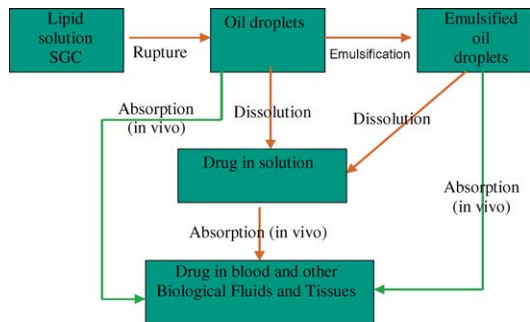 Lipid
solution
SGC
Rupture
Oil droplets
Emulsification
Emulsified
oil
droplets
Absorption
(in vivo)
Dissolution
Dissolution
Drug in solution
Absorption
(in vivo)
Absorption (in vivo)
Drug in blood and other
Biological Fluids and Tissues